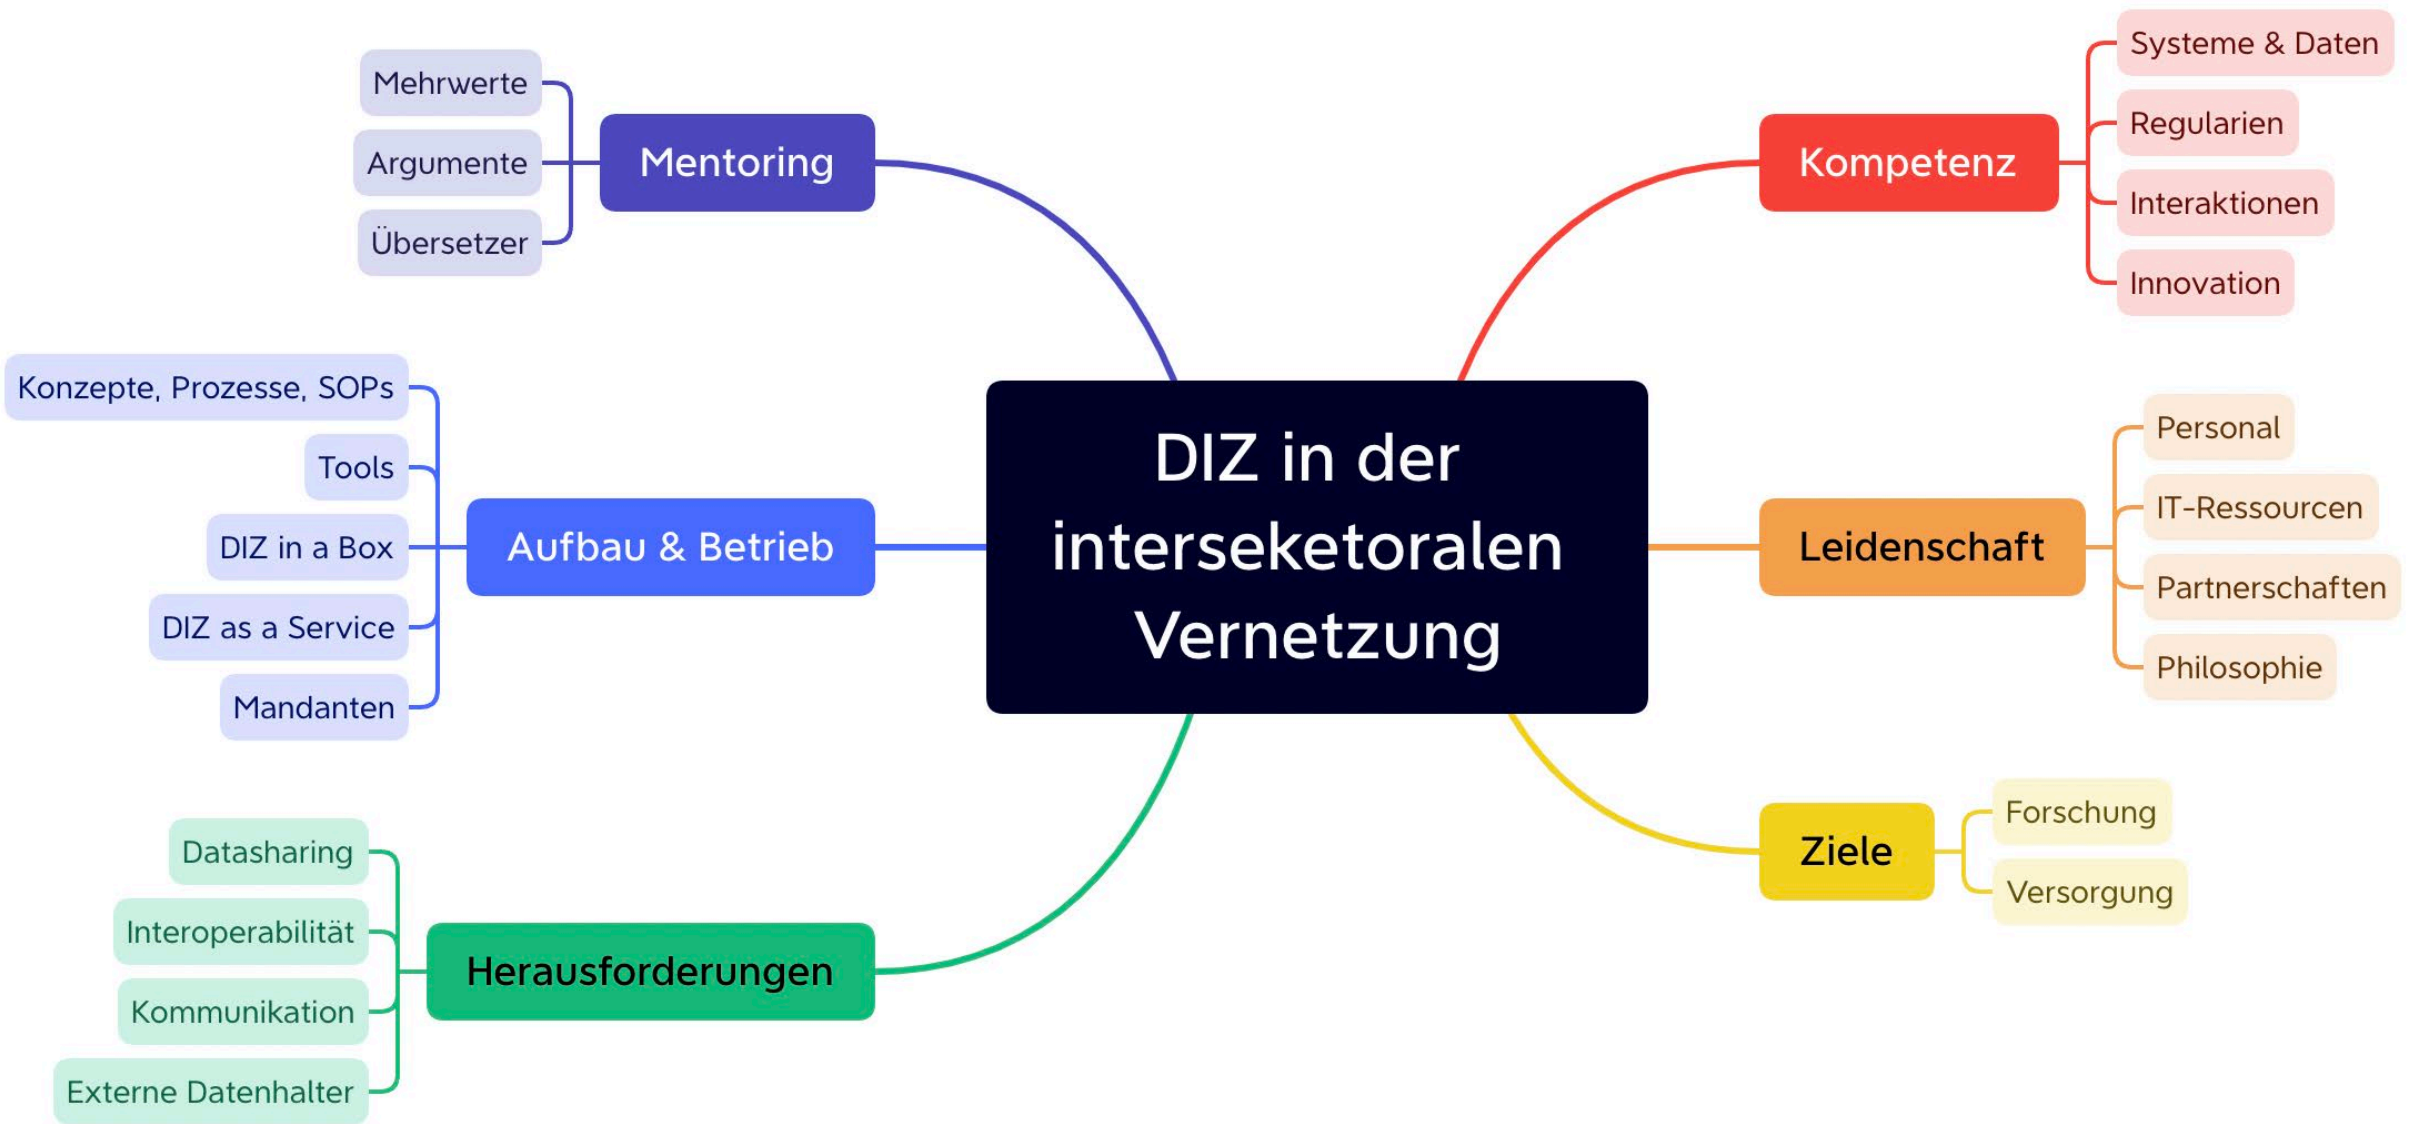 DIZ in der
interseketoralen
Vernetzung
Mentoring
Mehrwerte
Argumente
Übersetzer
Aufbau & Betrieb
Konzepte, Prozesse, SOPs
Tools
DIZ in a Box
DIZ as a Service
Mandanten
Herausforderungen
Datasharing
Interoperabilität
Kommunikation
Externe Datenhalter
Kompetenz
Systeme & Daten
Regularien
Interaktionen
Innovation
Leidenschaft
Personal
IT-Ressourcen
Partnerschaften
Philosophie
Ziele
Forschung
Versorgung